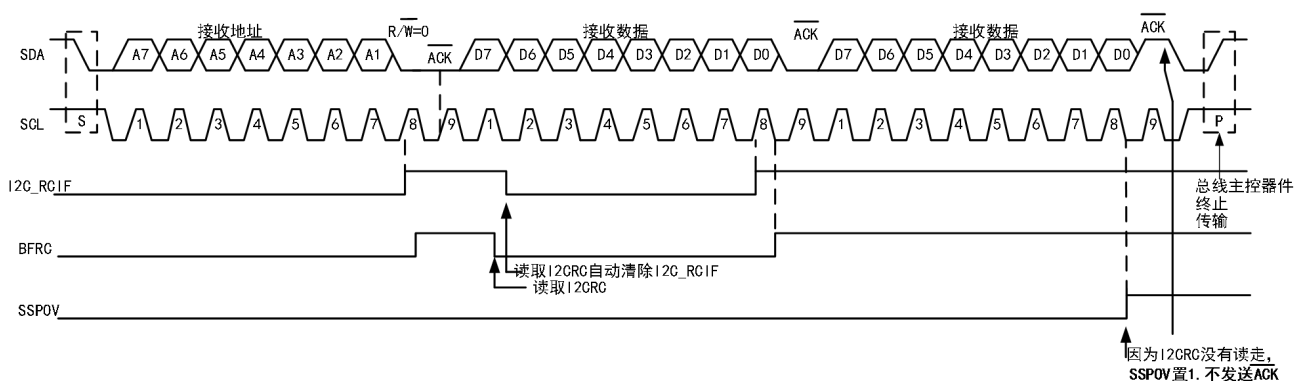 接收地址 R/W=0 接收数据 ACK 接收数据 ACK
SDA A7 A6 A5 A4 A3 A2 A1 ACK D7 D6 D5 D4 D3 D2 D1 D0 D7 D6 D5 D4 D3 D2 D1 D0
SCL S 1 2 3 4 5 6 7 8 9 1 2 3 4 5 6 7 8 9 1 2 3 4 5 6 7 8 9 P
I2C_RCIF
总线主控器件
终止
传输
BFRC
读取I2CRC自动清除I2C_RCIF
读取I2CRC
SSPOV
因为I2CRC没有读走,
SSPOV置1.不发送ACK